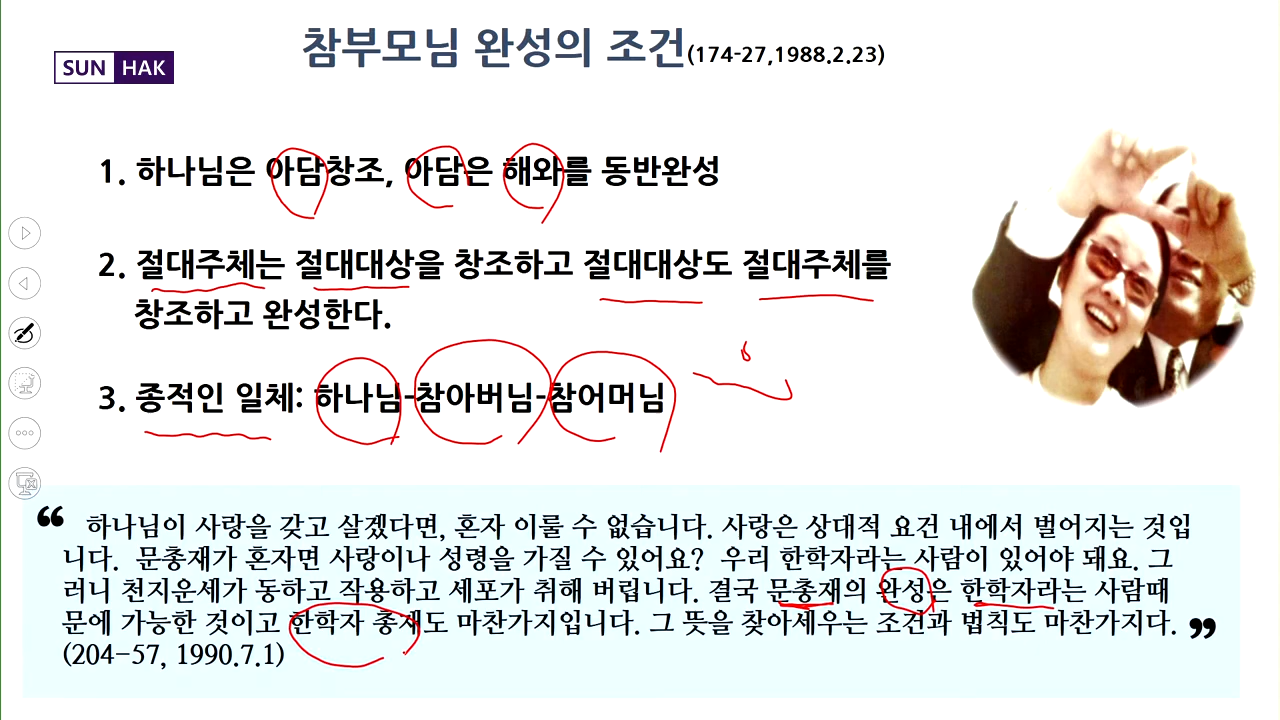 참부모님 완성의 조건(174-27,1988.2.23)
SUN HAK
1. 하나님은 아담창조, 아담은 해와를 동반완성
2. 절대주체는 절대대상을 창조하고 절대대상도 절대주체를
창조하고 완성한다.
3. 종적인 일체: 하나님-참아버님-참어머님
“ 하나님이 사랑을 갖고 살겠다면, 혼자 이룰 수 없습니다. 사랑은 상대적 요건 내에서 벌어지는 것입
니다. 문총재가 혼자면 사랑이나 성령을 가질 수 있어요? 우리 한학자라는 사람이 있어야 돼요. 그
러니 천지운세가 동하고 작용하고 세포가 취해 버립니다. 결국 문총재의 완성은 한학자라는 사람때
문에 가능한 것이고 한학자 총재도 마찬가지입니다. 그 뜻을 찾아세우는 조건과 법칙도 마찬가지다. ”
(204-57, 1990.7.1)